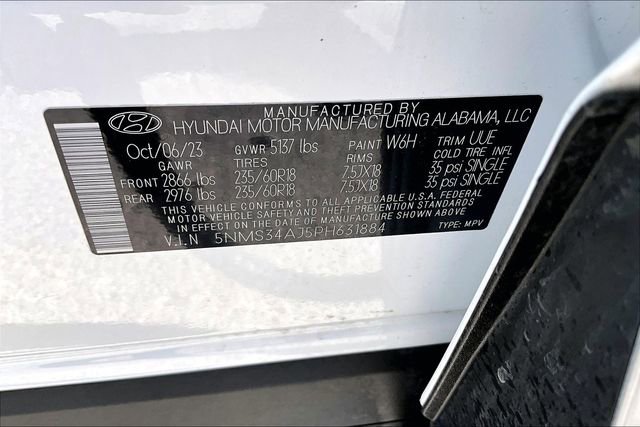 MANUFACTURED BY
HYUNDAI MOTOR MANUFACTURING ALABAMA, LLC
Oct/06/23 GVWR 5137 lbs PAINT W6H TRIM UUE
GAWR TIRES RIMS COLD TIRE INFL
FRONT 2866 lbs 235/60R18 7.5JX18 35 psi SINGLE
REAR 2976 lbs 235/60R18 7.5JX18 35 psi SINGLE
THIS VEHICLE CONFORMS TO ALL APPLICABLE U.S.A. FEDERAL
MOTOR VEHICLE SAFETY AND THEFT PREVENTION STANDARDS
IN EFFECT ON THE DATE OF MANUFACTURE SHOWN ABOVE
V.I.N 5NMS34AJ5PH631884 TYPE: MPV